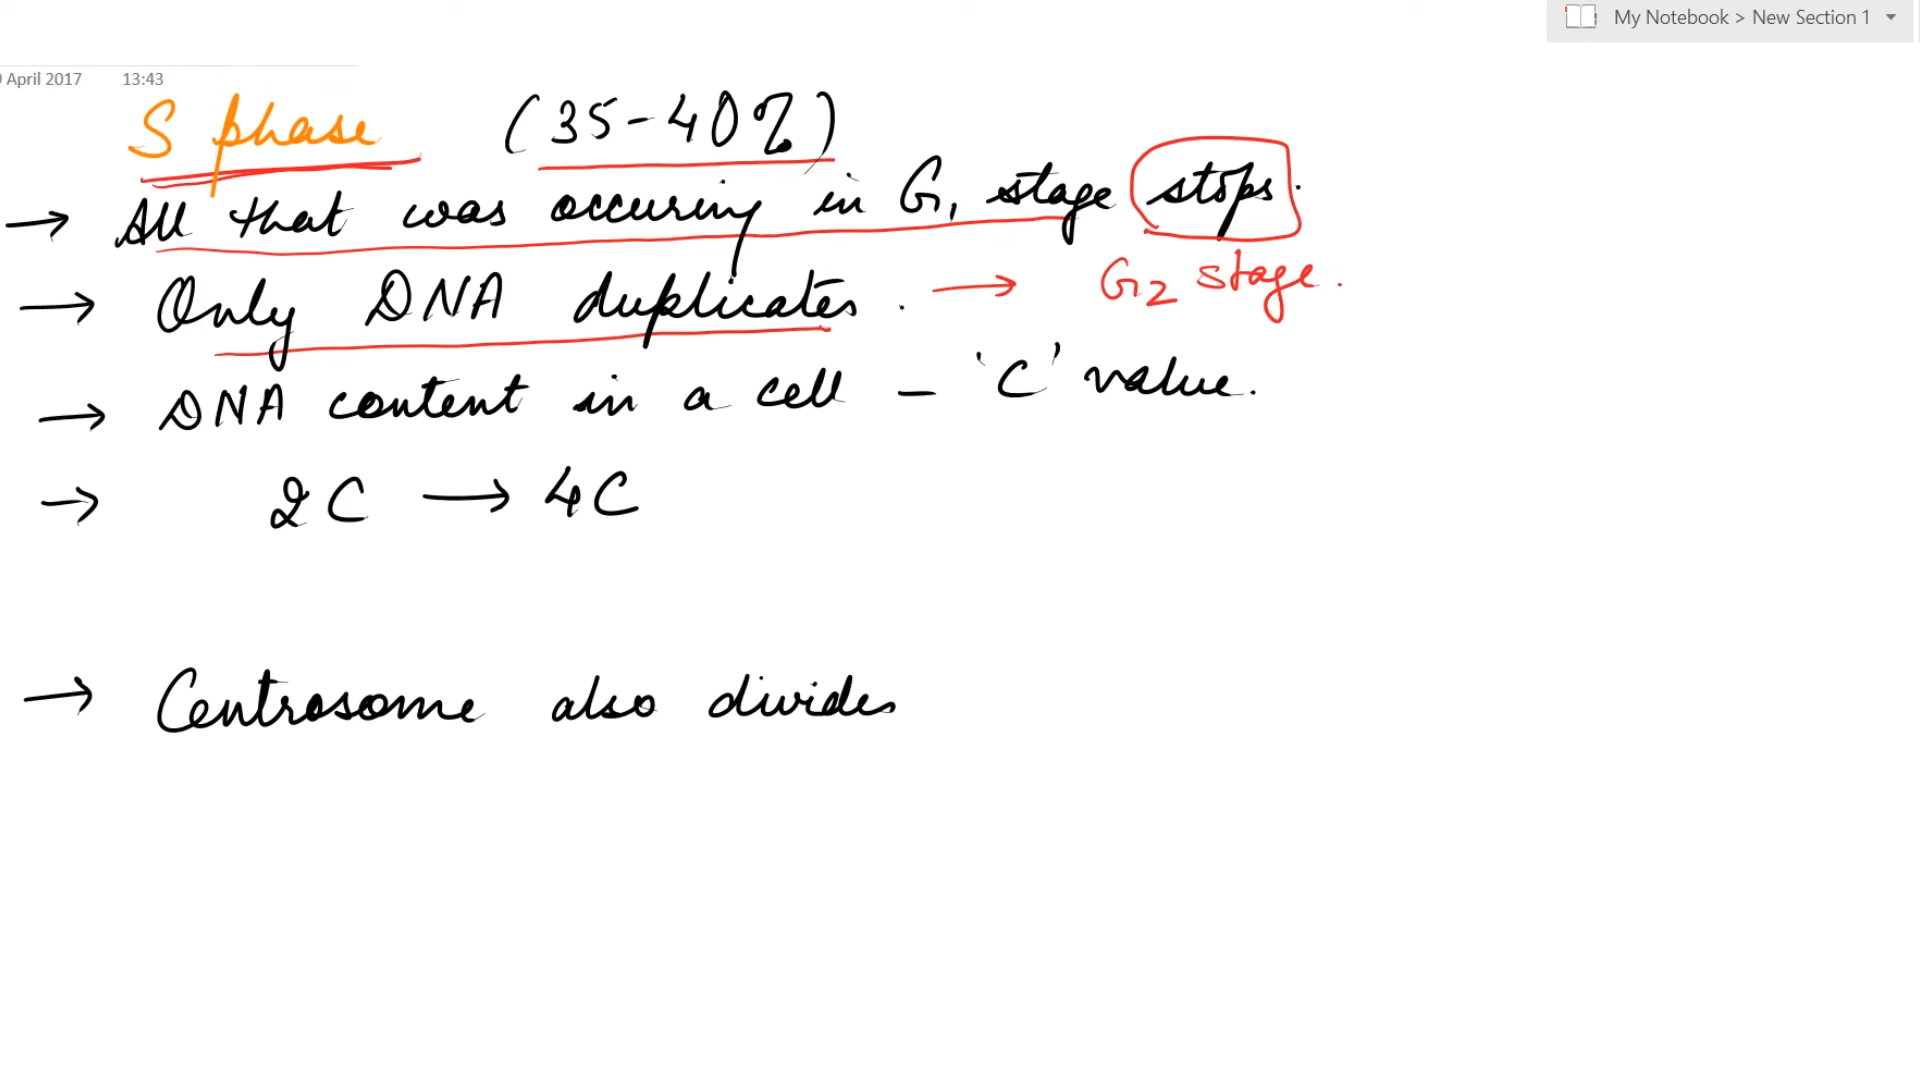 My Notebook > New Section 1
April 2017 13:43
S phase (35-40%)
→ All that was occuring in G1 stage stops.
→ Only DNA duplicates. → G2 stage.
→ DNA content in a cell – 'C' value.
→ 2C → 4C
→ Centrosome also divides